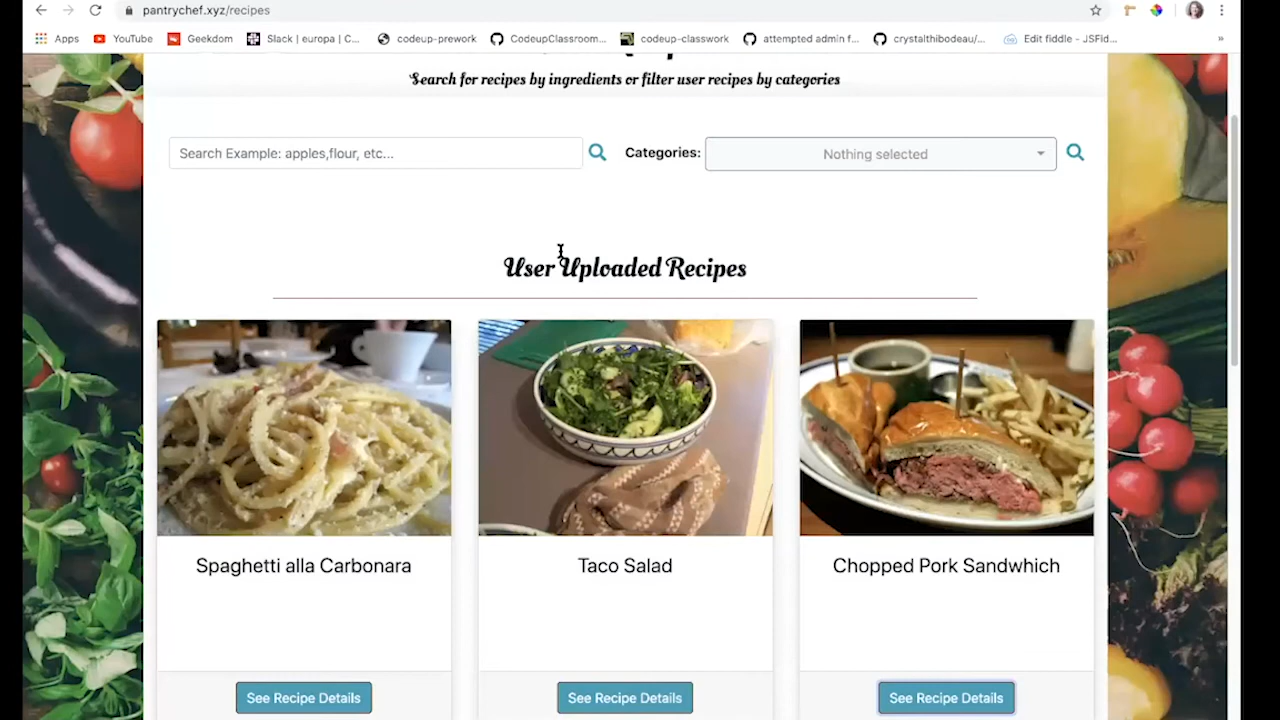 pantrychef.xyz/recipes
Apps YouTube Geekdom Slack | europa | C... codeup-prework CodeupClassroom... codeup-classwork attempted admin f... crystalthibodeau/... Edit fiddle - JSFid... »
Search for recipes by ingredients or filter user recipes by categories
Search Example: apples,flour, etc... Categories: Nothing selected
User Uploaded Recipes
Spaghetti alla Carbonara Taco Salad Chopped Pork Sandwhich
See Recipe Details See Recipe Details See Recipe Details